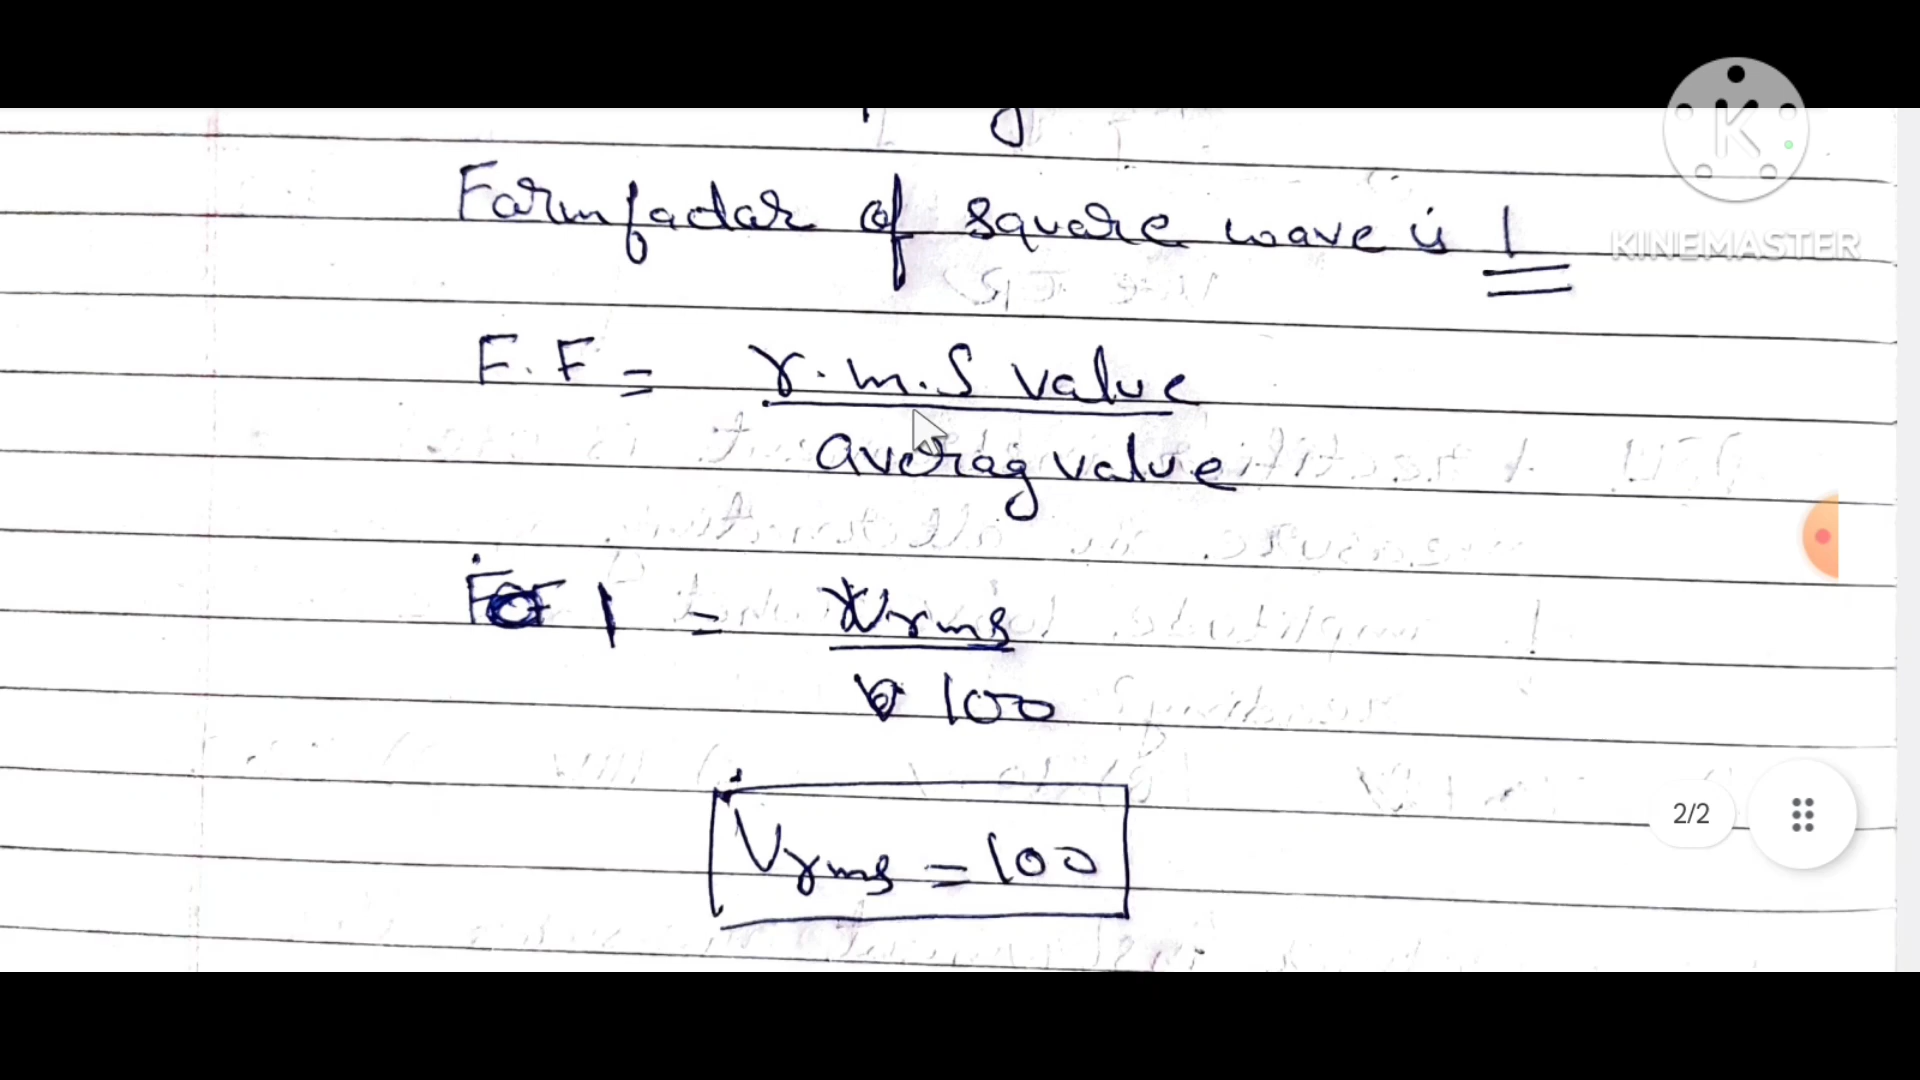 Formfactor of square wave is 1
F.F = r.m.s value
averag value
1 = Vrms
100
Vrms = 100
KINEMASTER
2/2